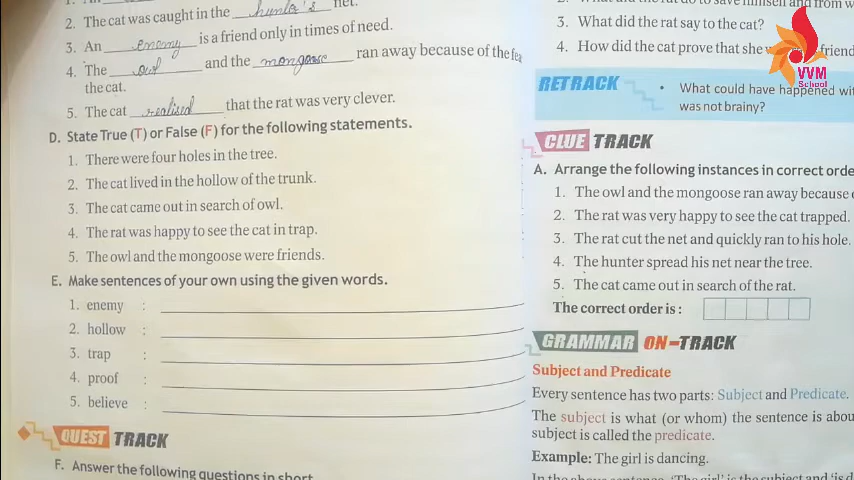 2. The cat was caught in the hunter's net.
3. An enemy is a friend only in times of need.
4. The owl and the mongoose ran away because of the
the cat.
5. The cat realised that the rat was very clever.
D. State True (T) or False (F) for the following statements.
1. There were four holes in the tree.
2. The cat lived in the hollow of the trunk.
3. The cat came out in search of owl.
4. The rat was happy to see the cat in trap.
5. The owl and the mongoose were friends.
E. Make sentences of your own using the given words.
1. enemy :
2. hollow :
3. trap :
4. proof :
5. believe :
QUEST TRACK
F. Answer the following questions in short.
3. What did the rat say to the cat?
4. How did the cat prove that she friend
VVM
School
RETRACK
• What could have happened
was not brainy?
CLUE TRACK
A. Arrange the following instances in correct
1. The owl and the mongoose ran away because
2. The rat was very happy to see the cat trapped.
3. The rat cut the net and quickly ran to his hole.
4. The hunter spread his net near the tree.
5. The cat came out in search of the rat.
The correct order is :
GRAMMAR ON-TRACK
Subject and Predicate
Every sentence has two parts: Subject and Predicate.
The subject is what (or whom) the sentence is
subject is called the predicate.
Example: The girl is dancing.